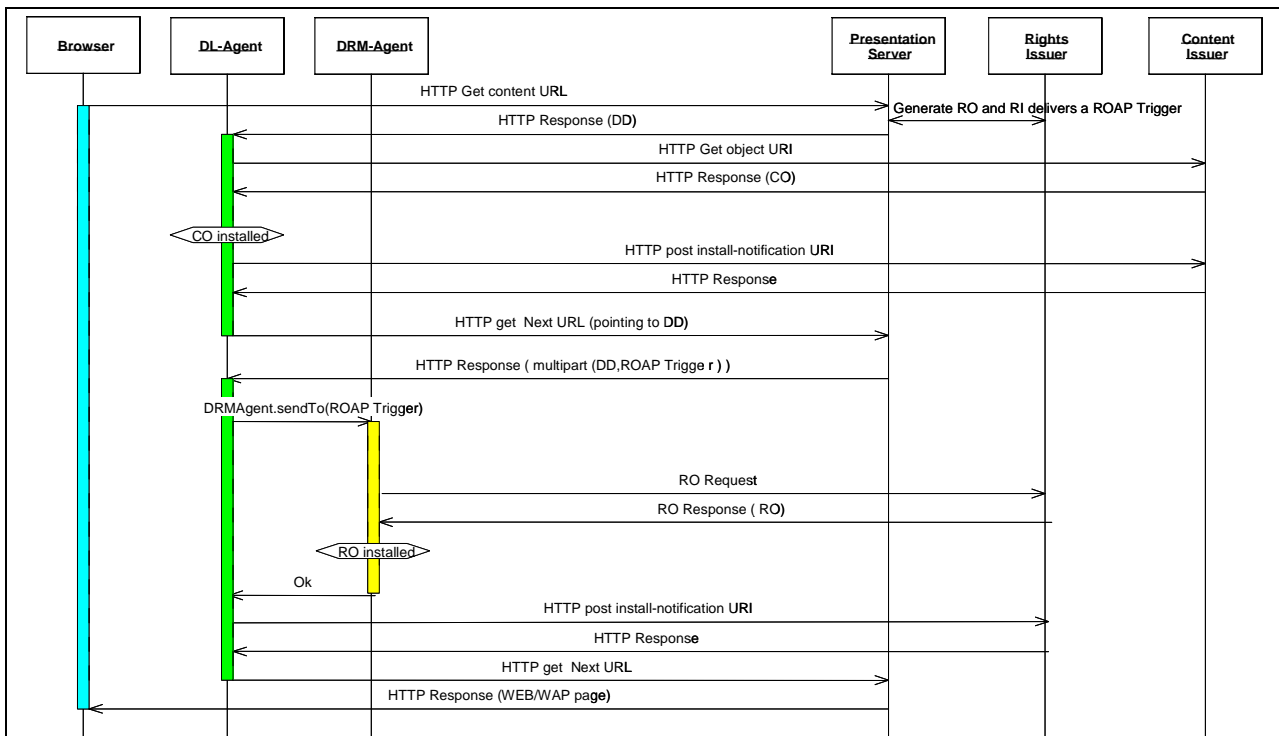 Browser
DL-Agent
DRM-Agent
Presentation
Server
Rights
Issuer
Content
Issuer
HTTP Get content URL
Generate RO and RI delivers a ROAP Trigger
HTTP Response (DD)
HTTP Get object URI
HTTP Response (CO)
CO installed
HTTP post install-notification URI
HTTP Response
HTTP get Next URL (pointing to DD)
HTTP Response ( multipart (DD,ROAP Trigge r ) )
DRMAgent.sendTo(ROAP Trigger)
RO Request
RO Response ( RO)
RO installed
Ok
HTTP post install-notification URI
HTTP Response
HTTP get Next URL
HTTP Response (WEB/WAP page)